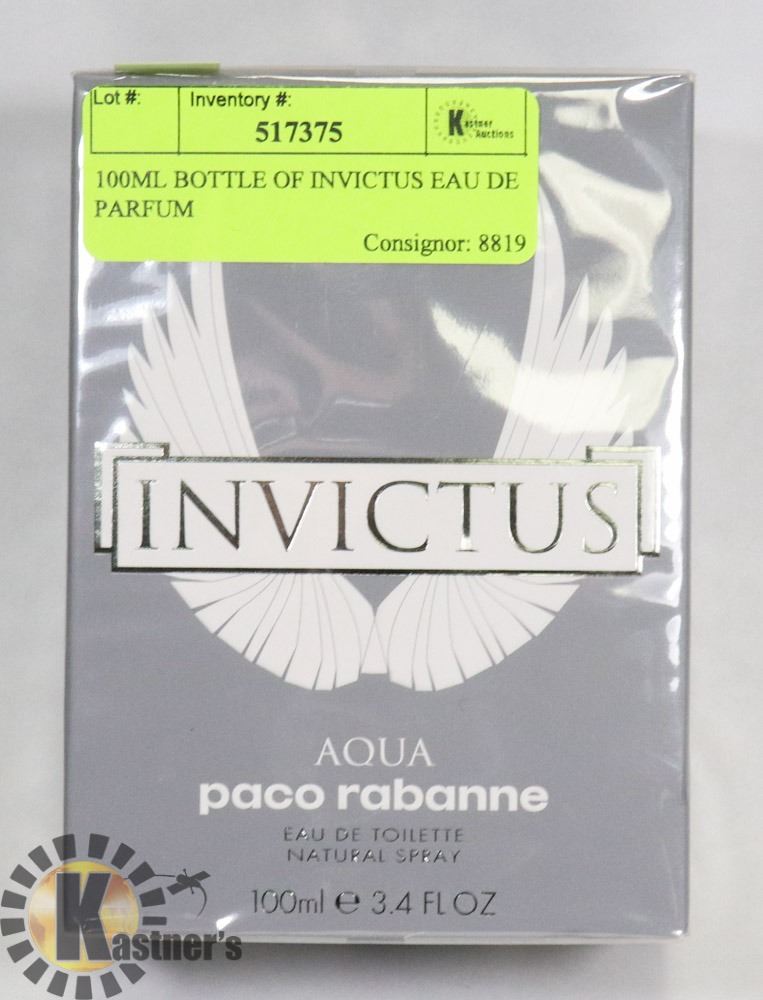 Lot #:
Inventory #:
517375
Kastner
Auctions
100ML BOTTLE OF INVICTUS EAU DE
PARFUM
Consignor: 8819
INVICTUS
AQUA
paco rabanne
EAU DE TOILETTE
NATURAL SPRAY
100ml e 3.4 FL OZ
Kastner's